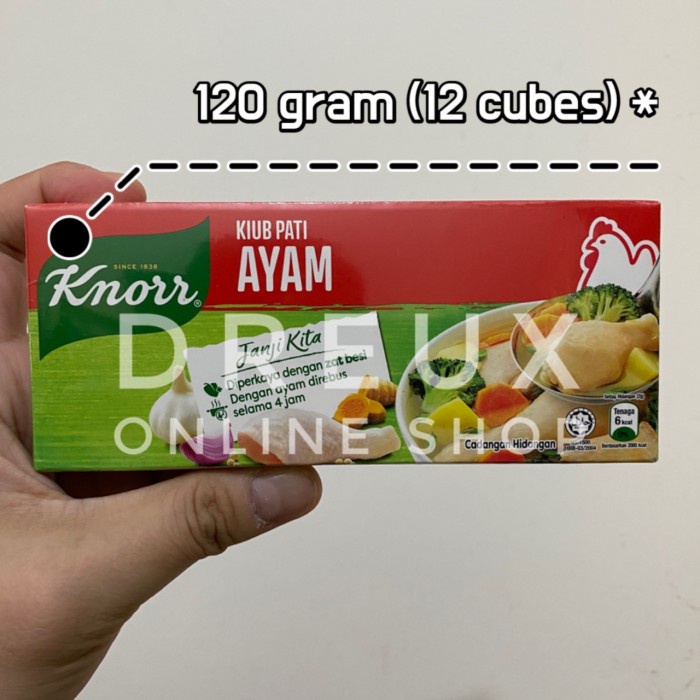 120 gram (12 cubes) *
SINCE 1838
Knorr®
KIUB PATI
AYAM
Janji Kita
Diperkaya dengan zat besi
Dengan ayam direbus
selama 4 jam
DREUX
ONLINE SHOP
Cadangan Hidangan
Tenaga
6 kcal